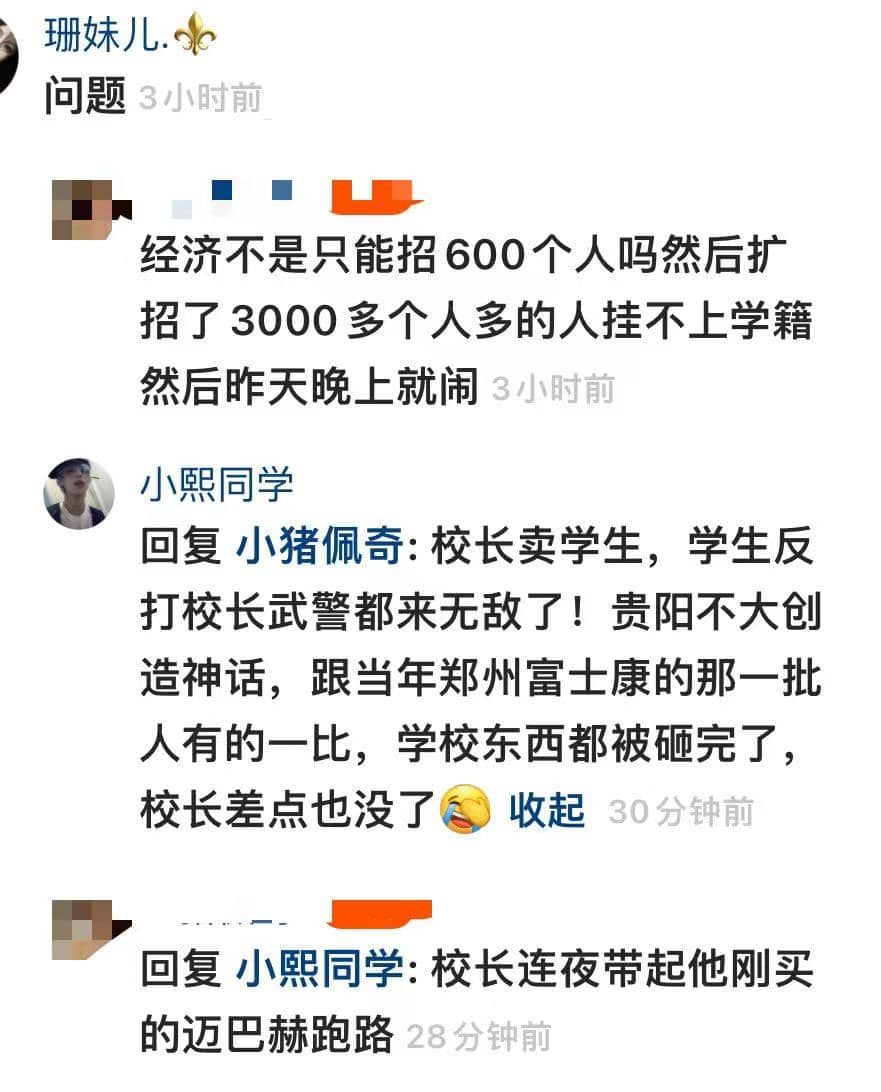 珊妹儿.⚜️
问题 3小时前
经济不是只能招600个人吗然后扩
招了3000多个人多的人挂不上学籍
然后昨天晚上就闹 3小时前
小熙同学
回复 小猪佩奇: 校长卖学生，学生反
打校长武警都来无敌了！贵阳不大创
造神话，跟当年郑州富士康的那一批
人有的一比，学校东西都被砸完了，
校长差点也没了🤣 收起 30分钟前
回复 小熙同学: 校长连夜带起他刚买
的迈巴赫跑路 28分钟前